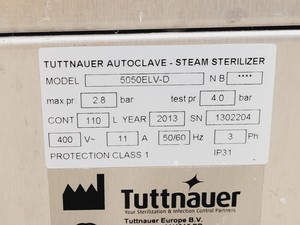 TUTTNAUER AUTOCLAVE - STEAM STERILIZER
MODEL 5050ELV-D NB ****
max pr 2.8 bar test pr 4.0 bar
CONT 110 L YEAR 2013 SN 1302204
400 V~ 11 A 50/60 Hz 3 Ph
PROTECTION CLASS 1 IP31
Tuttnauer
Your Sterilization & Infection Control Partners
Tuttnauer Europe B.V.